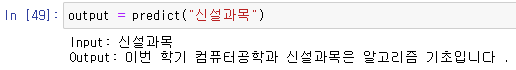 In [49]: output = predict("신설과목")
Input: 신설과목
Output: 이번 학기 컴퓨터공학과 신설과목은 알고리즘 기초입니다 .